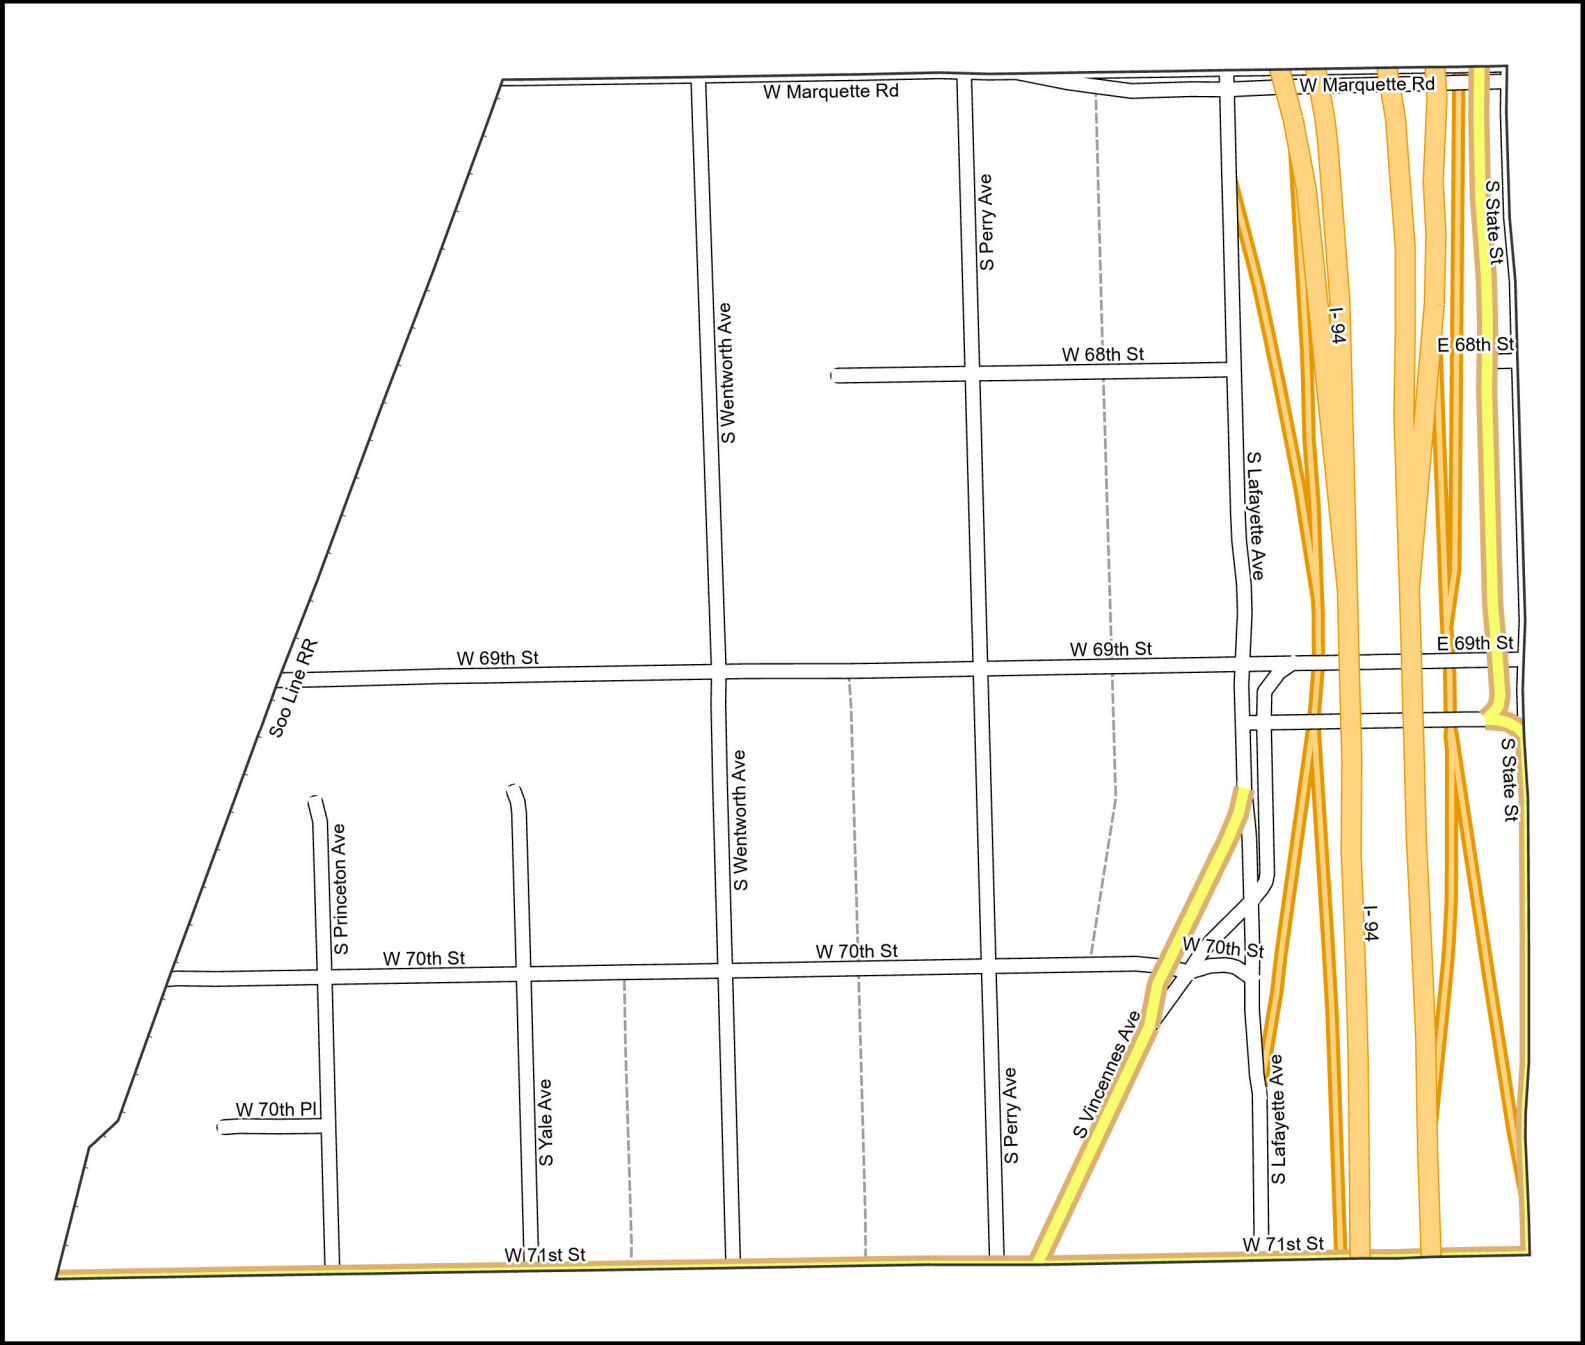 W Marquette Rd
W Marquette Rd
S Perry Ave
S State St
S Wentworth Ave
I- 94
W 68th St
E 68th St
S Lafayette Ave
W 69th St
W 69th St
E 69th St
Soo Line RR
S Wentworth Ave
S State St
S Princeton Ave
W 70th St
W 70th St
W 70th St
I- 94
S Vincennes Ave
W 70th Pl
S Yale Ave
S Perry Ave
S Lafayette Ave
W 71st St
W 71st St